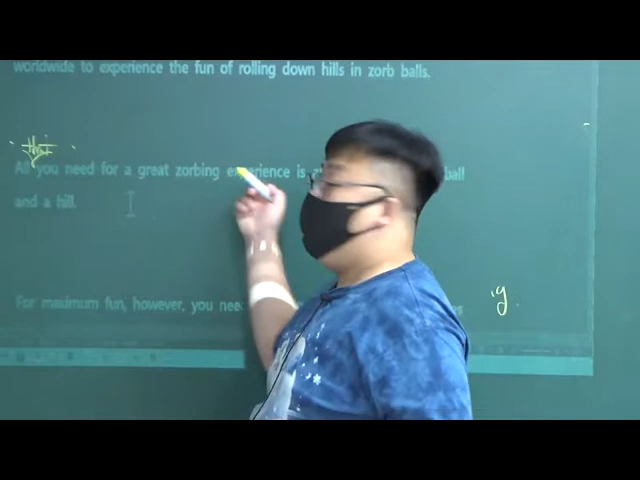 worldwide to experience the fun of rolling down hills in zorb balls.
All you need for a great zorbing experience is ball
and a hill.
For maximum fun, however, you need
g